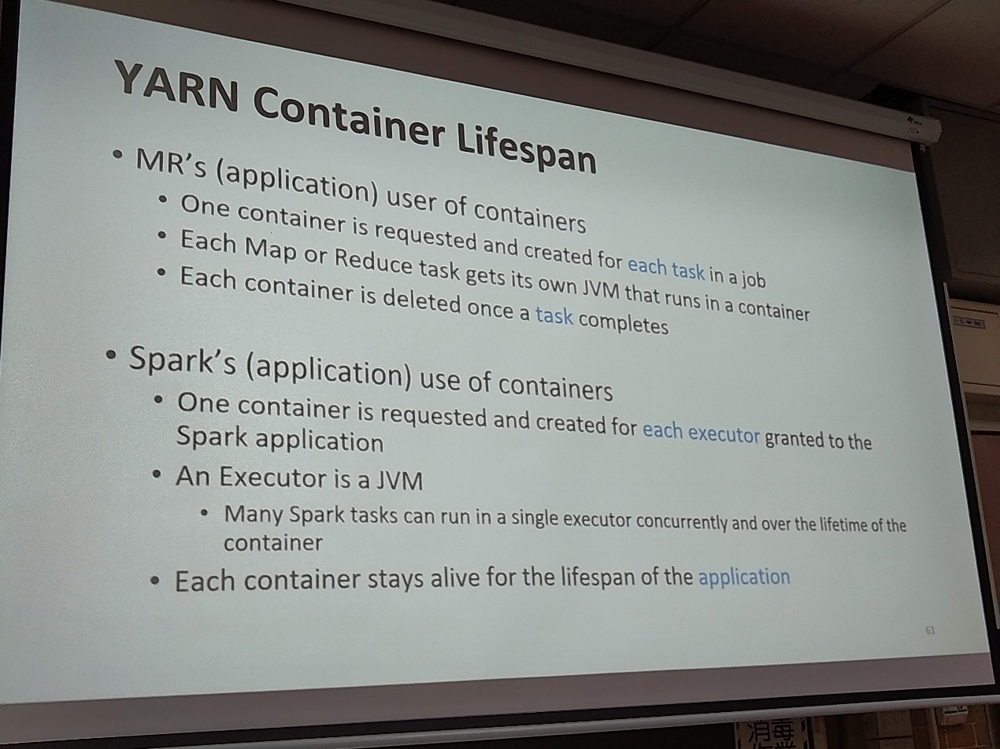 YARN Container Lifespan
• MR's (application) user of containers
• One container is requested and created for each task in a job
• Each Map or Reduce task gets its own JVM that runs in a container
• Each container is deleted once a task completes
• Spark's (application) use of containers
• One container is requested and created for each executor granted to the
Spark application
• An Executor is a JVM
• Many Spark tasks can run in a single executor concurrently and over the lifetime of the
container
• Each container stays alive for the lifespan of the application
63
消毒